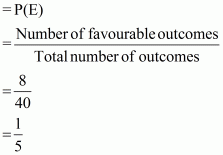 = P(E)
= Number of favourable outcomes / Total number of outcomes
= 8/40
= 1/5